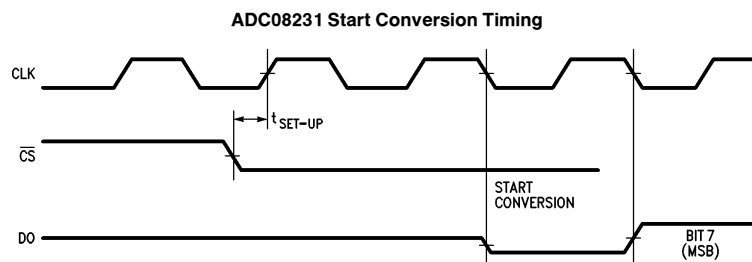 ADC08231 Start Conversion Timing
CLK
t SET-UP
CS
START
CONVERSION
DO
BIT 7
(MSB)